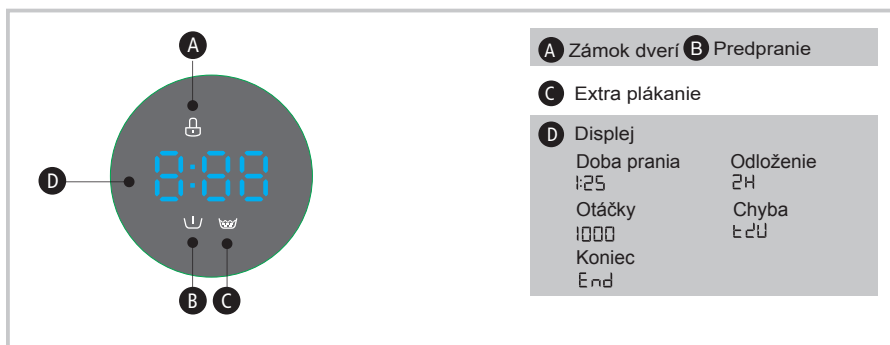 A
D
8:88
B C
A Zámok dverí B Predpranie
C Extra plákanie
D Displej
Doba prania Odloženie
1:25 2H
Otáčky Chyba
1000 EdU
Koniec
End